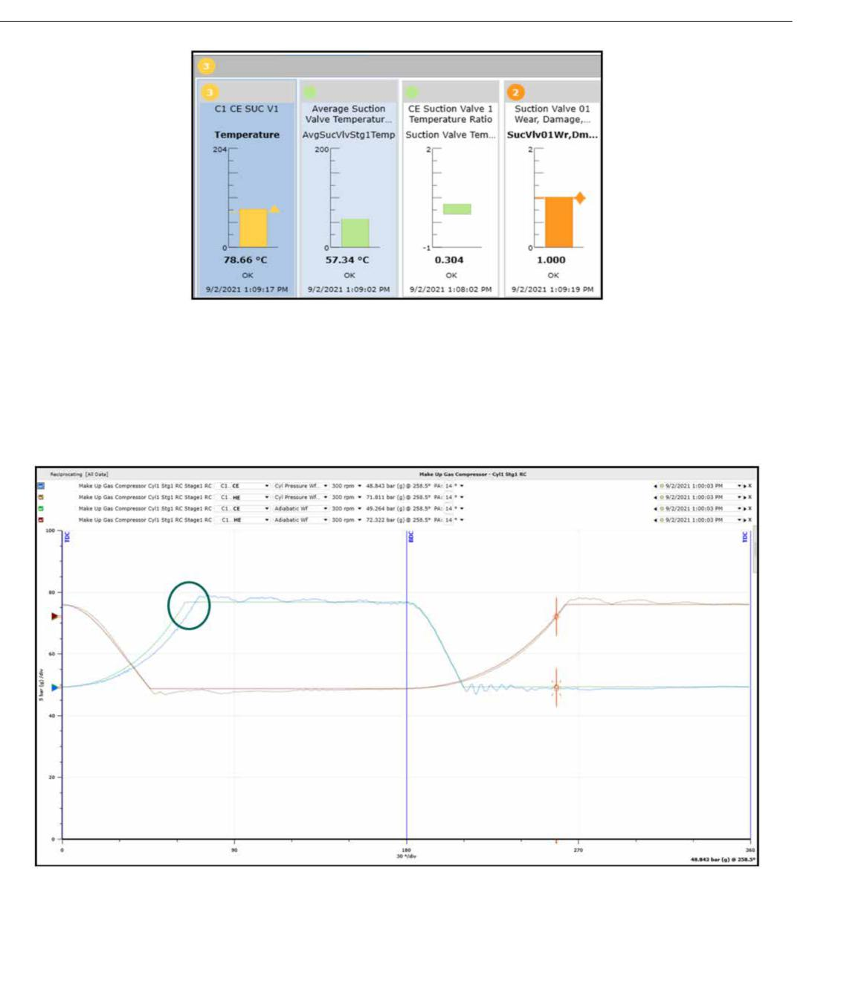 3
3
2
C1 CE SUC V1
Average Suction
Valve Temperatur...
CE Suction Valve 1
Temperature Ratio
Suction Valve 01
Wear, Damage,...
Temperature
AvgSucVlvStg1Temp
Suction Valve Tem...
SucVlv01Wr,Dm...
204
200
2
2
0
0
-1
0
78.66 °C
57.34 °C
0.304
1.000
OK
OK
OK
OK
9/2/2021 1:09:17 PM
9/2/2021 1:09:02 PM
9/2/2021 1:08:02 PM
9/2/2021 1:09:19 PM
Reciprocating [All Data]
Make Up Gas Compressor - Cyl1 Stg1 RC
Make Up Gas Compressor Cyl1 Stg1 RC Stage1 RC C1.. CE Cyl Pressure Wf... 300 rpm 48.843 bar (g)@ 258.5° PA: 14 ° 9/2/2021 1:00:03 PM X
Make Up Gas Compressor Cyl1 Stg1 RC Stage1 RC C1.. HE Cyl Pressure Wf... 300 rpm 71.811 bar (g)@ 258.5° PA: 14 ° 9/2/2021 1:00:03 PM X
Make Up Gas Compressor Cyl1 Stg1 RC Stage1 RC C1.. CE Adiabatic Wf 300 rpm 49.264 bar (g)@ 258.5° PA: 14 ° 9/2/2021 1:00:03 PM X
Make Up Gas Compressor Cyl1 Stg1 RC Stage1 RC C1.. HE Adiabatic Wf 300 rpm 72.322 bar (g)@ 258.5° PA: 14 ° 9/2/2021 1:00:03 PM X
TDC
BDC
TDC
100
80
60
40
20
0
5 bar (g) /div
0
90
180
270
360
30 °/div
48.843 bar (g) @ 258.5°